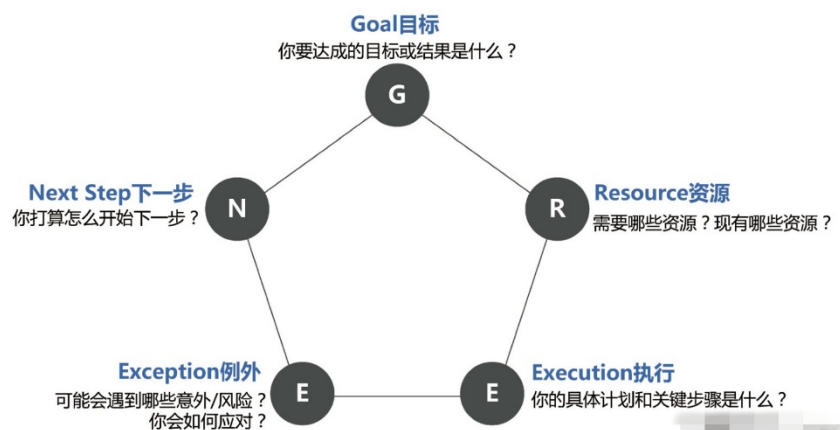 Goal目标
你要达成的目标或结果是什么？
G
Next Step下一步
你打算怎么开始下一步？
N
R
Resource资源
需要哪些资源？现有哪些资源？
Exception例外
可能会遇到哪些意外/风险？
你会如何应对？
E
E
Execution执行
你的具体计划和关键步骤是什么？